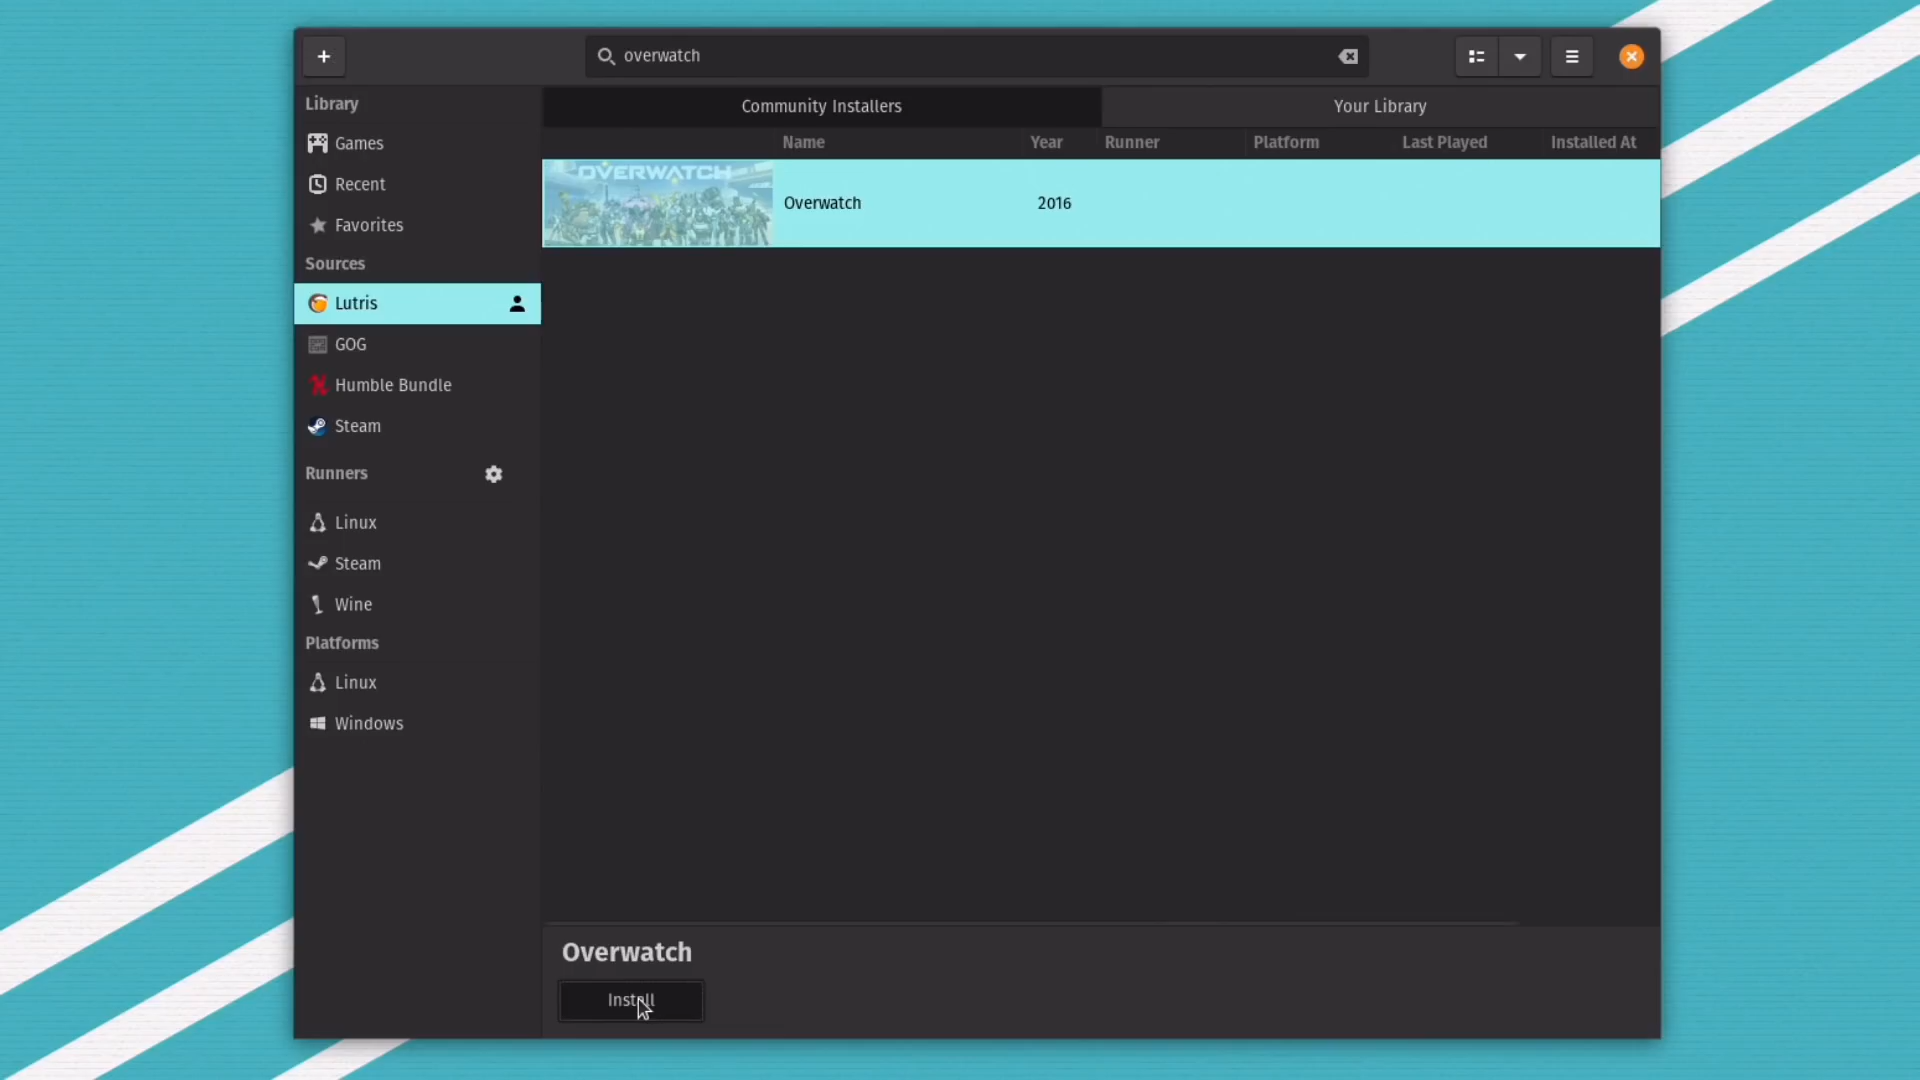 overwatch
Library
Games
Recent
Favorites
Sources
Lutris
GOG
Humble Bundle
Steam
Runners
Linux
Steam
Wine
Platforms
Linux
Windows
Community Installers
Your Library
Name Year Runner Platform Last Played Installed At
OVERWATCH
Overwatch 2016
Overwatch
Install